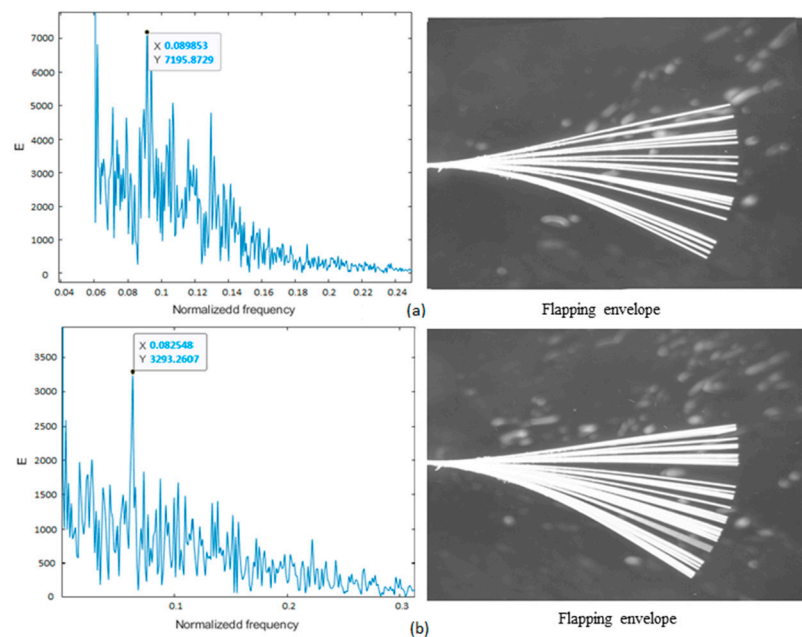 7000
6000
5000
4000
3000
2000
1000
0
E
X 0.089853
Y 7195.8729
0.04 0.06 0.08 0.1 0.12 0.14 0.16 0.18 0.2 0.22 0.24
Normalizedd frequency
(a)
Flapping envelope
3500
3000
2500
2000
1500
1000
500
0
E
X 0.082548
Y 3293.2607
0.1 0.2 0.3
Normalizedd frequency
(b)
Flapping envelope